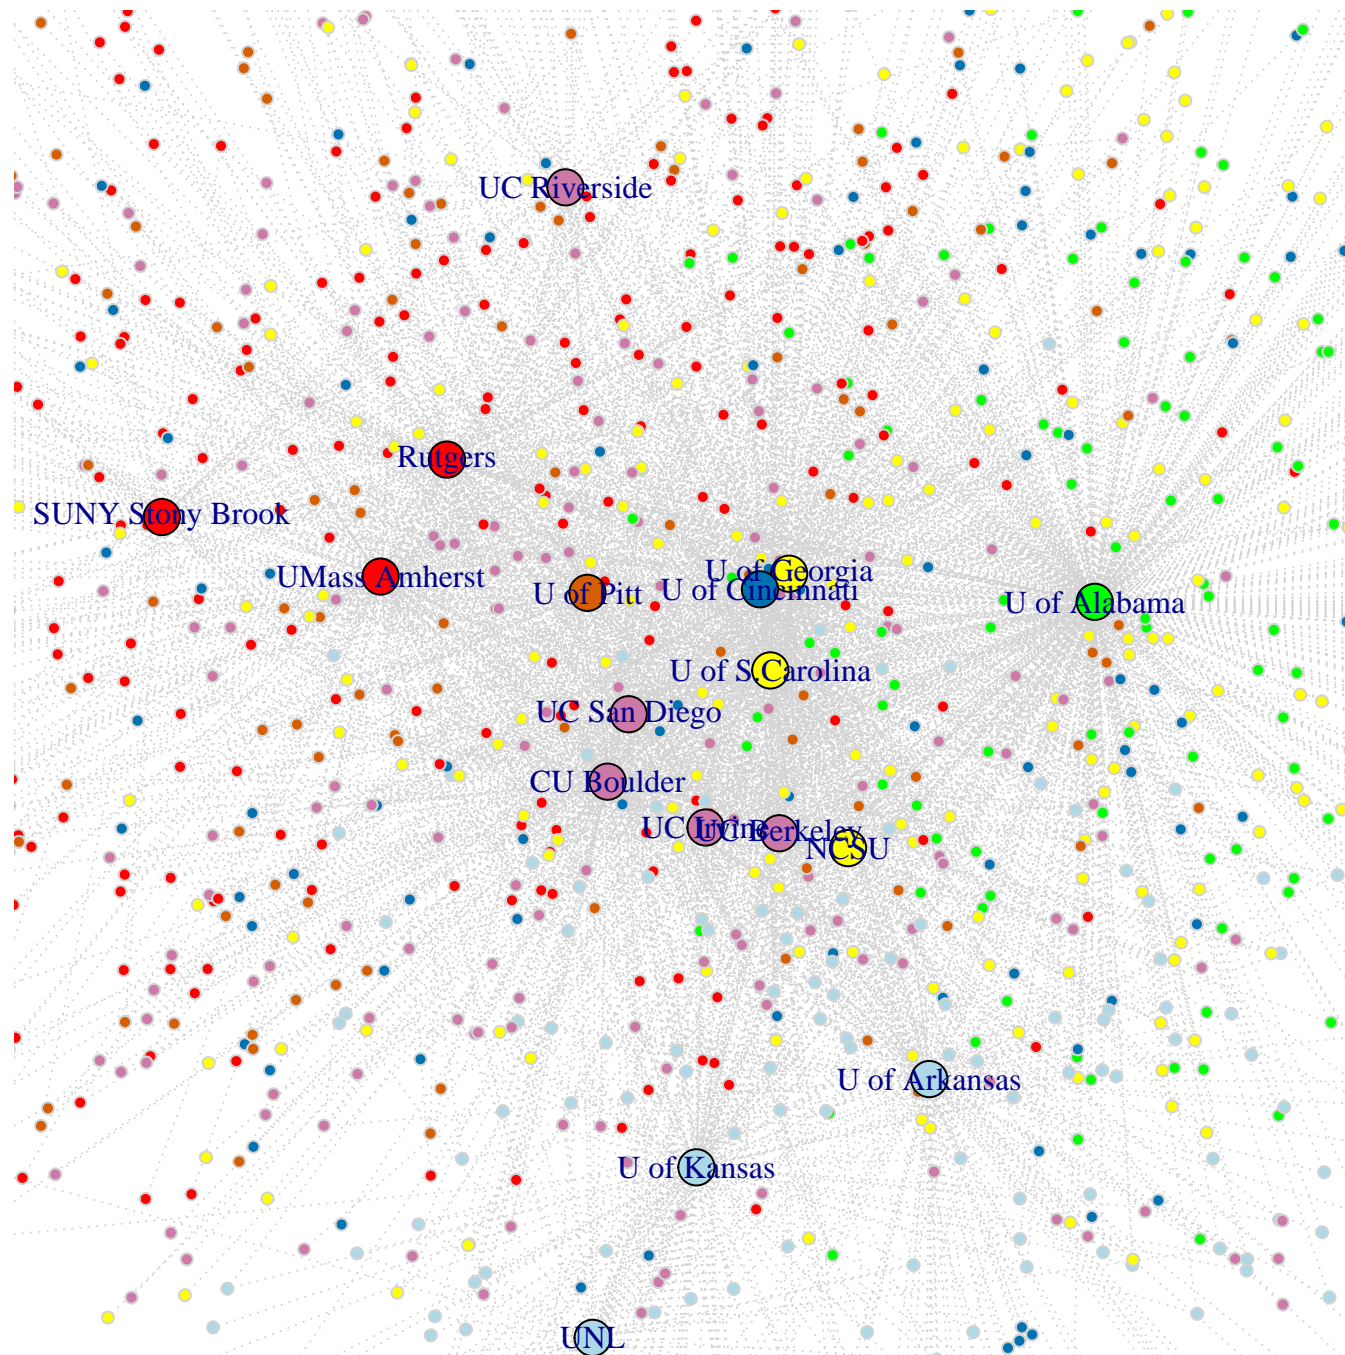 UC Riverside
Rutgers
SUNY Stony Brook
UMass Amherst
U of Georgia
U of Cincinnati
U of Pitt
U of Alabama
U of S.Carolina
UC San Diego
CU Boulder
UC Irvine
UC Berkeley
NCSU
U of Arkansas
U of Kansas
UNL